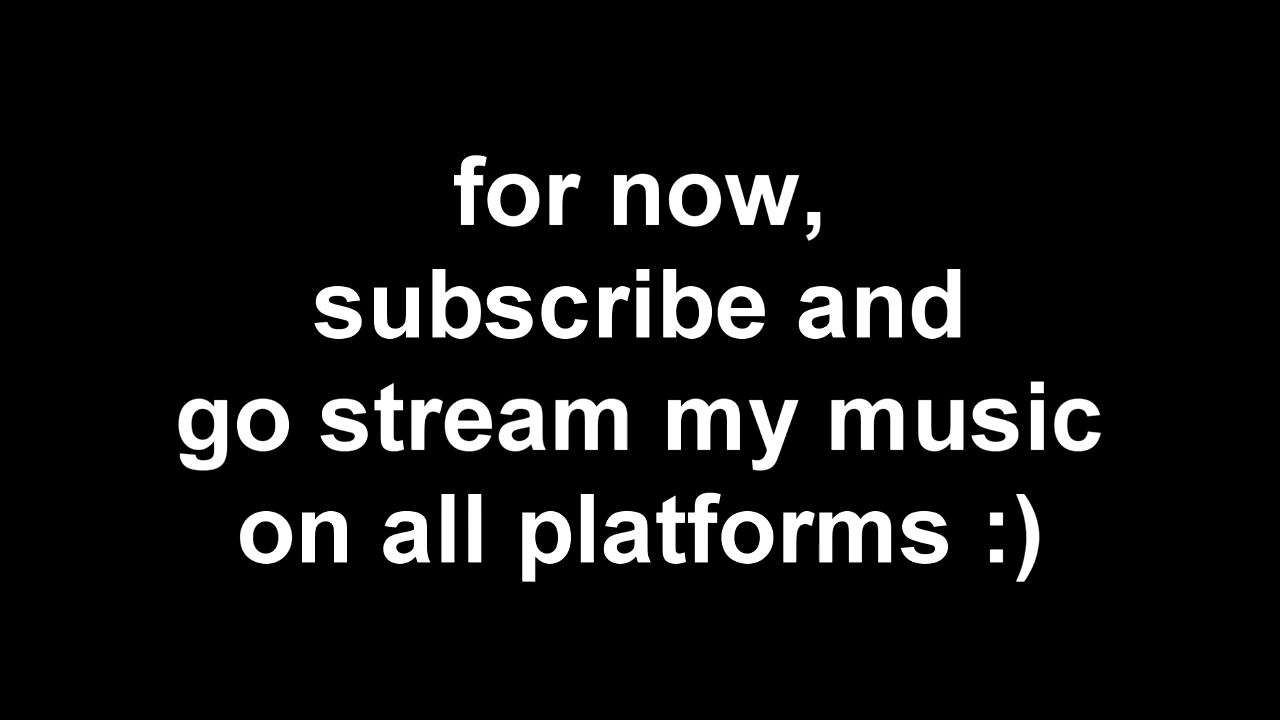 for now,
subscribe and
go stream my music
on all platforms :)